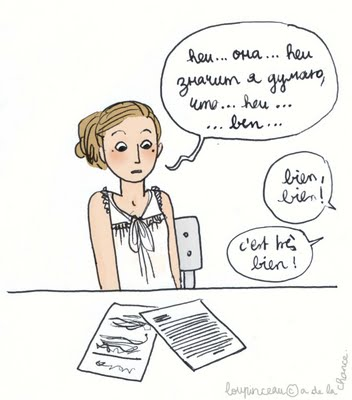 heu... она... heu
значит я думаю,
что... heu...
... ben...
bien,
bien!
c'est très
bien!
loupinceau © a de la chance.